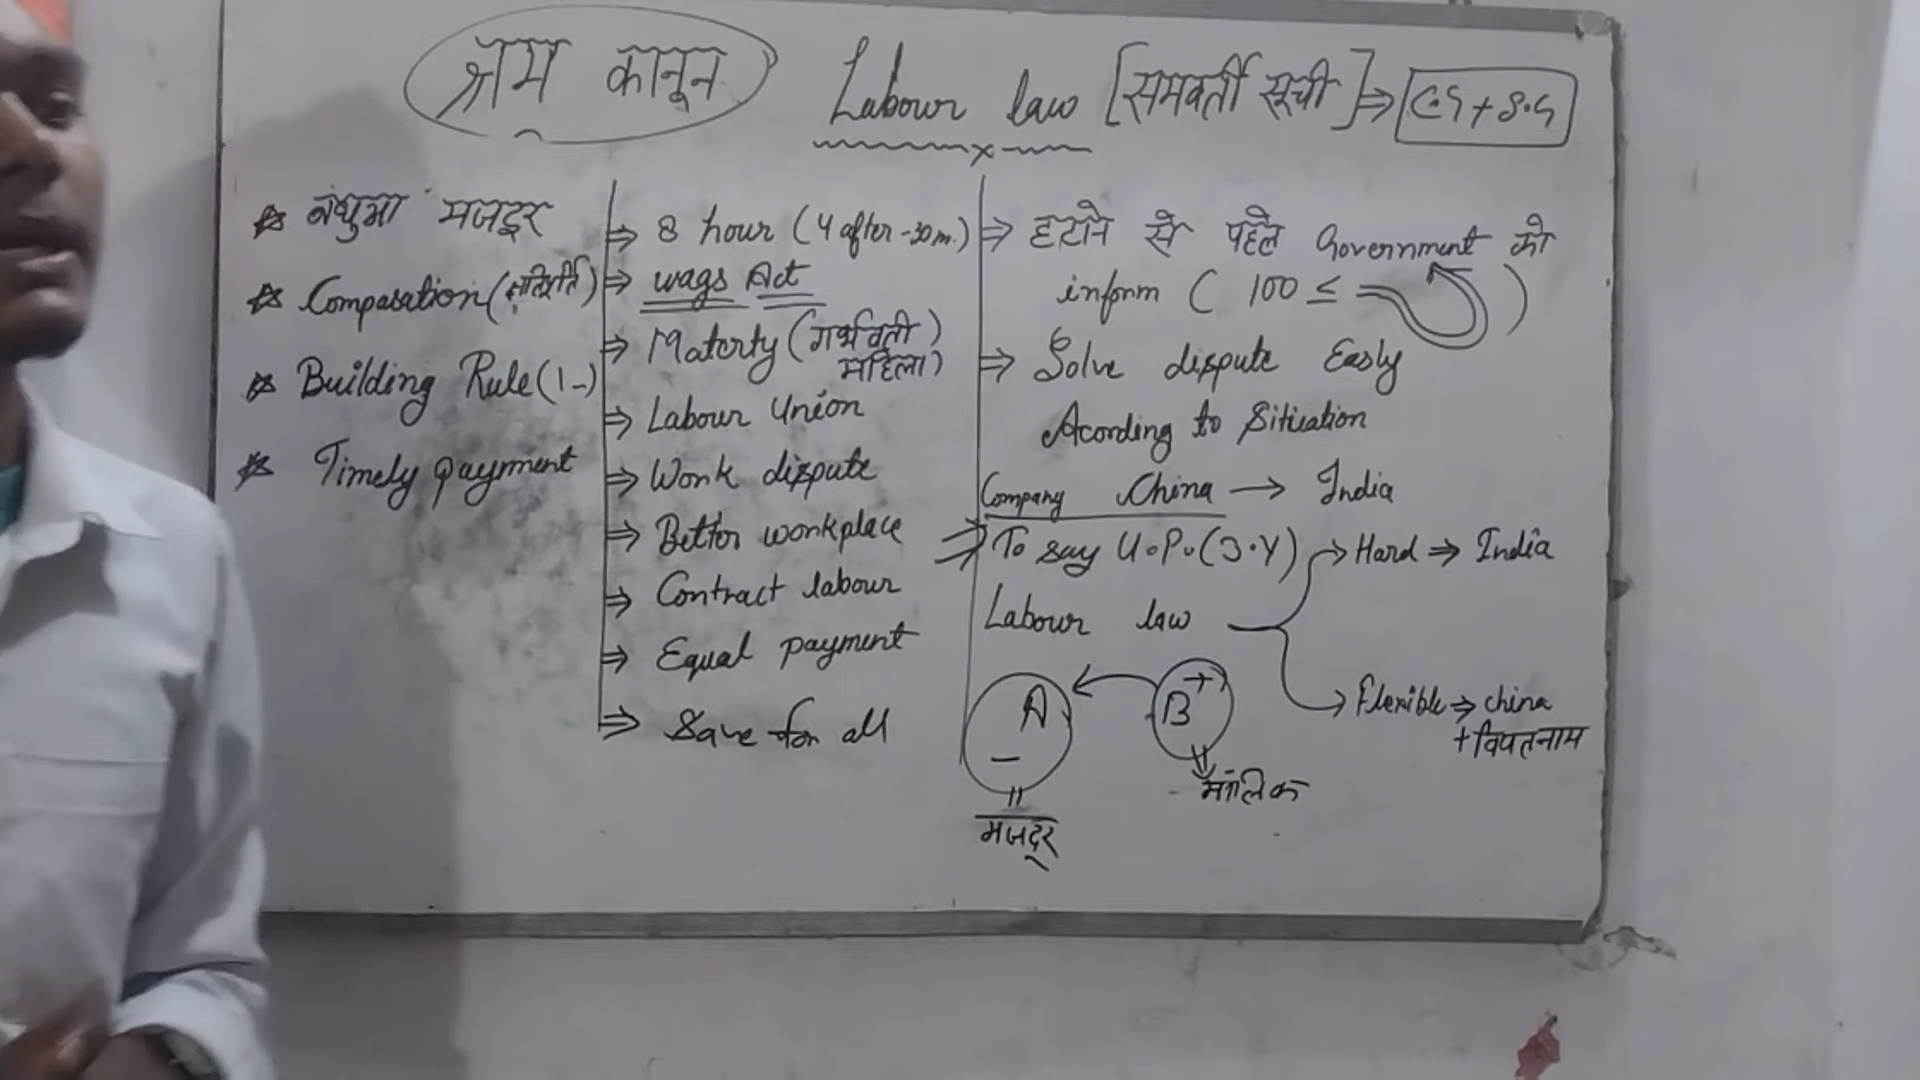 श्रम कानून Labour law [समवर्ती सूची] ⇒ C.G + S.G
बंधुआ मजदूर
Compasation (क्षतिपूर्ति)
Building Rule (1-)
Timely payment
⇒ 8 hour (4 after -30m.)
⇒ wags Act
⇒ Materty (गर्भवती महिला)
⇒ Labour Union
⇒ Work dispute
⇒ Better workplace
⇒ Contract labour
⇒ Equal payment
⇒ Save for all
⇒ हटाने से पहले Government को
inform ( 100 ≤ )
⇒ Solve dispute Easly
Acording to Situation
Company China → India
⇒ To say U.P. (3.Y)
Labour law
→ Hard ⇒ India
→ Flexible ⇒ china
+ वियतनाम
A -
B +
मालिक
मजदूर